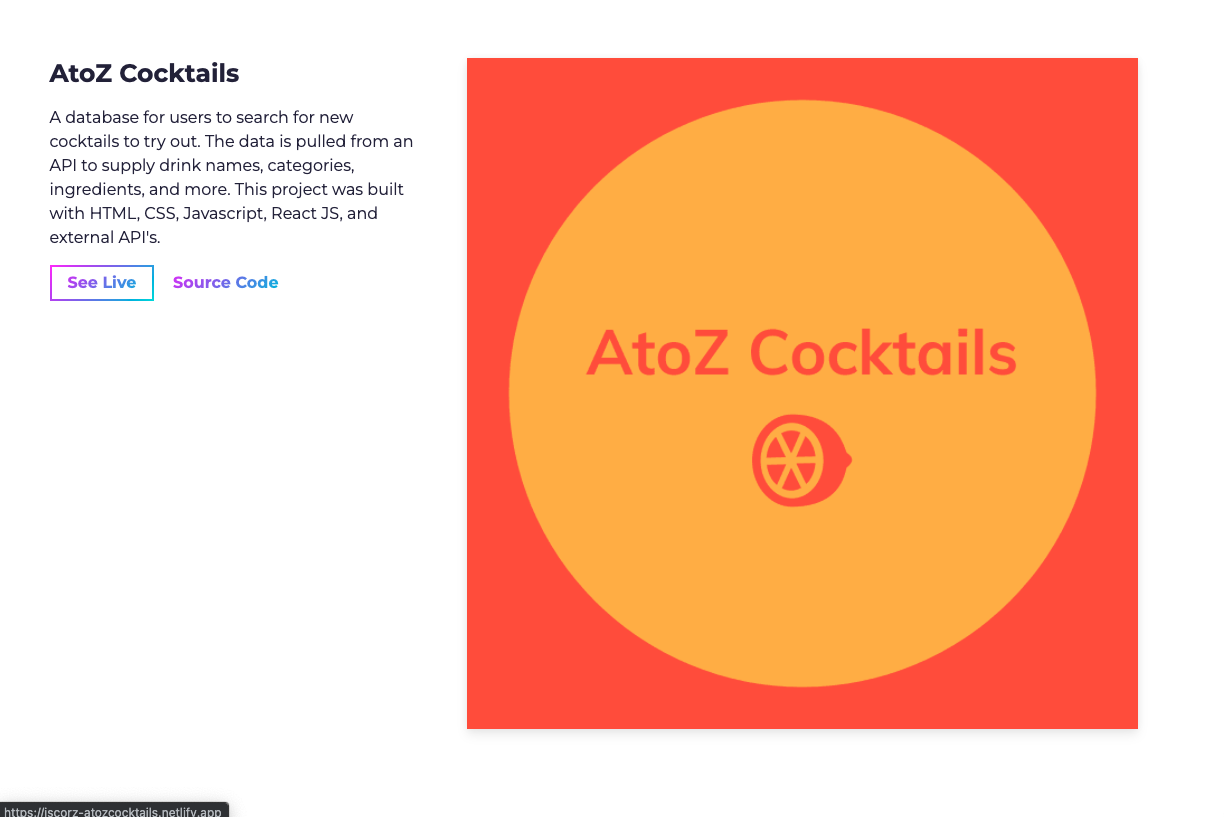 AtoZ Cocktails
A database for users to search for new
cocktails to try out. The data is pulled from an
API to supply drink names, categories,
ingredients, and more. This project was built
with HTML, CSS, Javascript, React JS, and
external API's.
See Live Source Code
AtoZ Cocktails
https://jscorz-atozcocktails.netlify.app